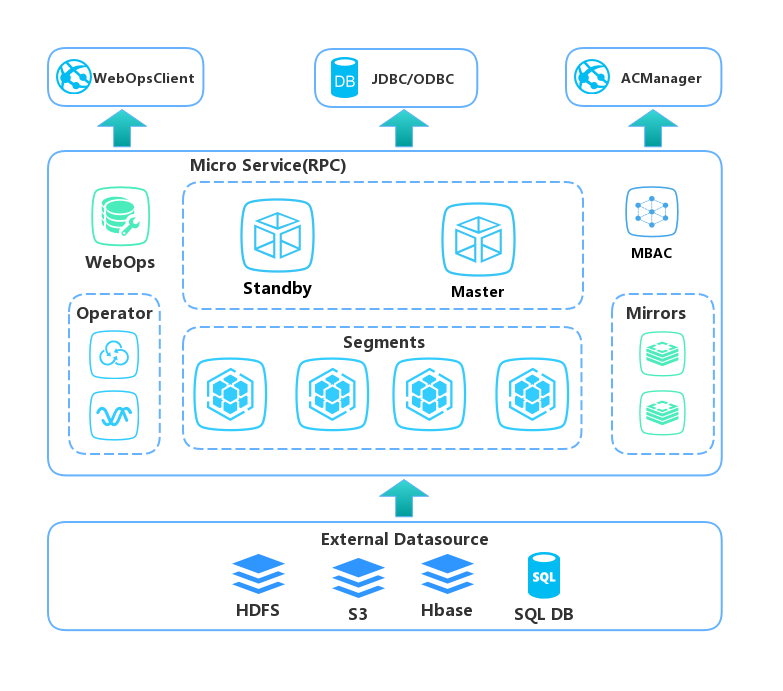 WebOpsClient
DB
JDBC/ODBC
ACManager
Micro Service(RPC)
WebOps
Standby
Master
MBAC
Operator
Segments
Mirrors
External Datasource
SQL
HDFS
S3
Hbase
SQL DB